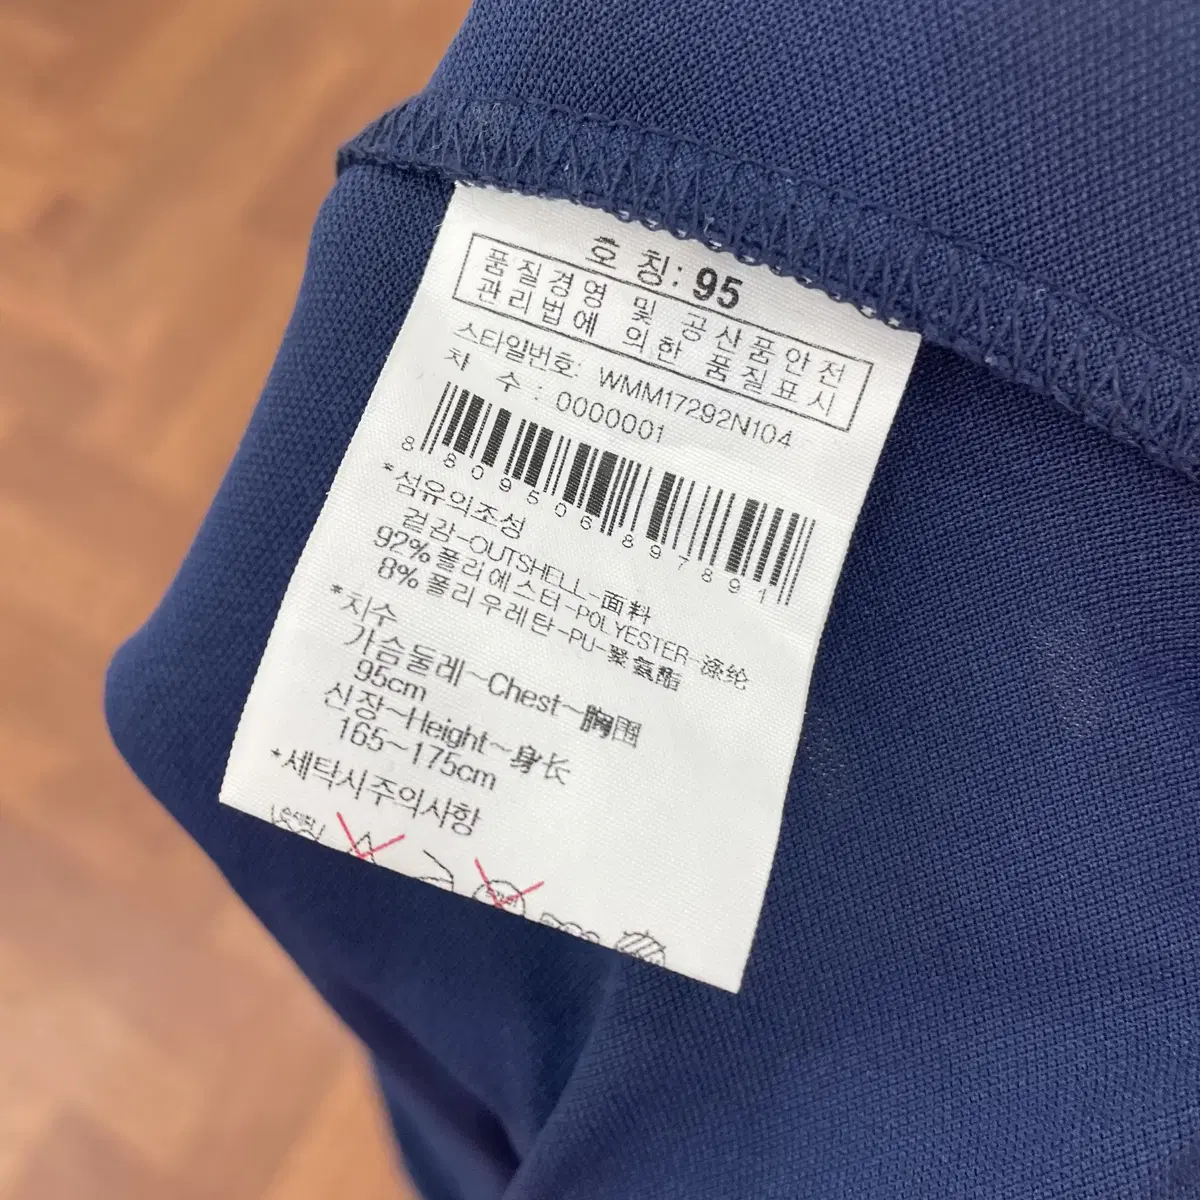 호 칭: 95
품질경영 및 공산품안전
관리법에 의한 품질표시
스타일번호: WMM17292N104
차 수: 0000001
8809506897891
*섬유의조성
겉감-OUTSHELL-面料
92% 폴리에스터-POLYESTER-涤纶
8% 폴리우레탄-PU-聚氨酯
*치수
가슴둘레~Chest~胸围
95cm
신장~Height~身长
165~175cm
*세탁시주의사항